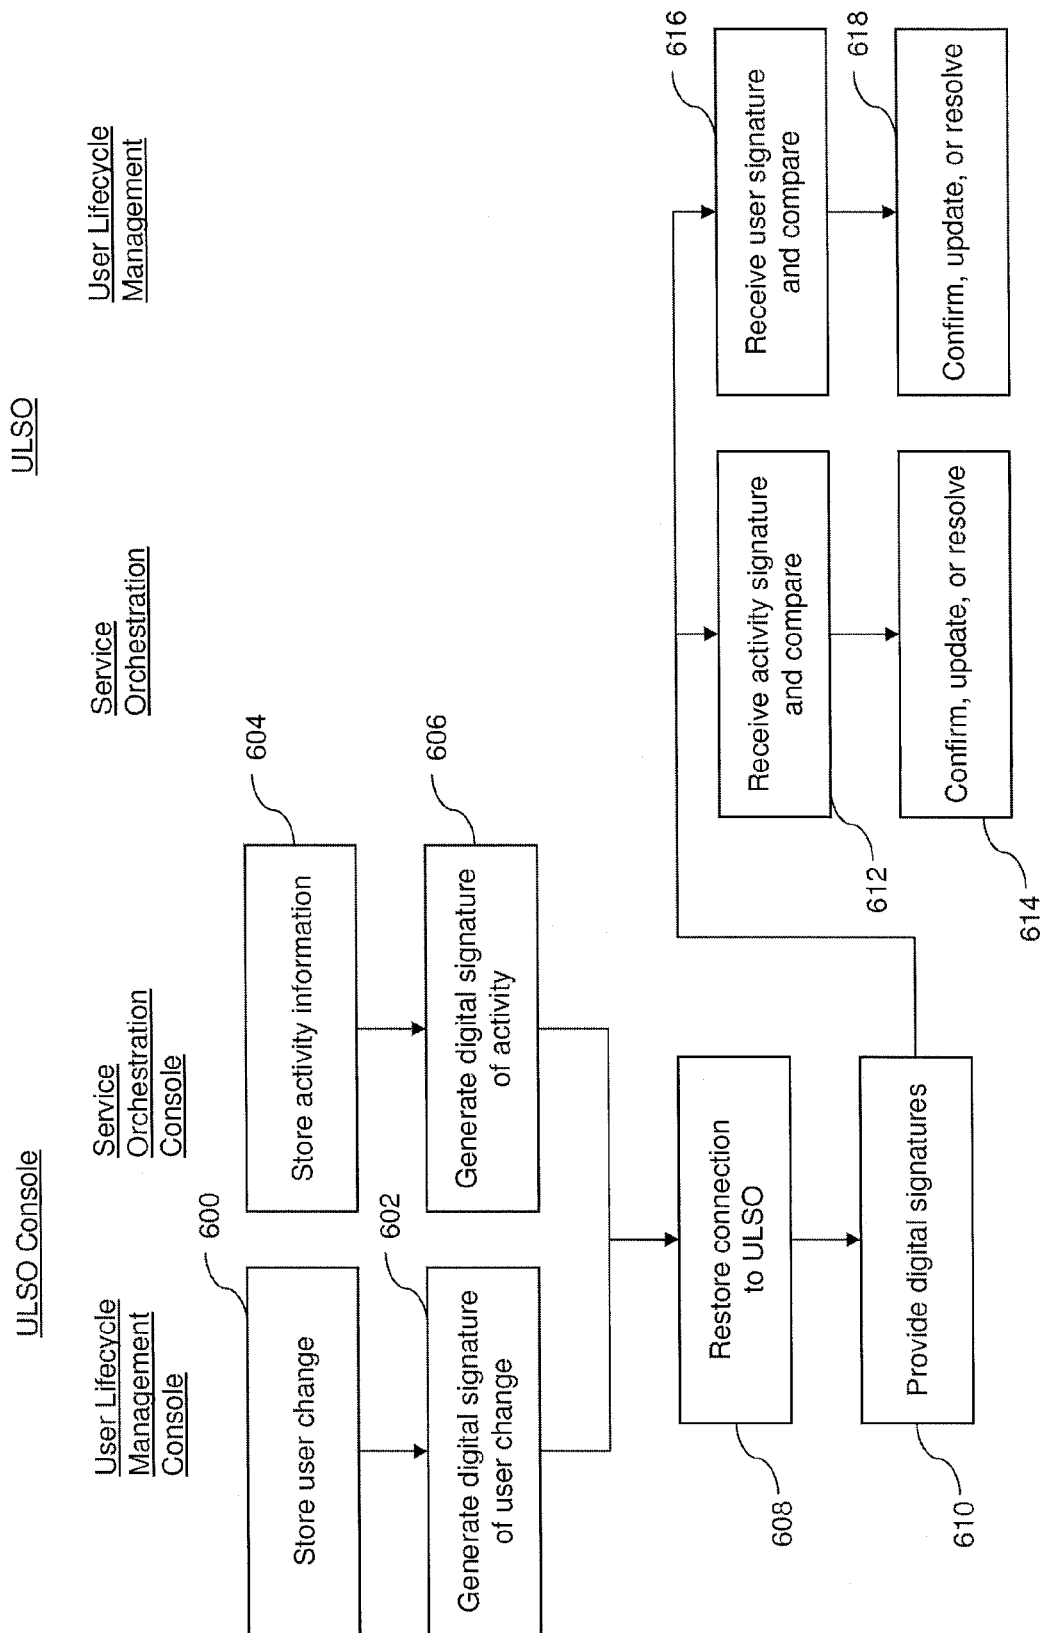 ULSO Console
ULSO
User Lifecycle
Management
Console
Service
Orchestration
Console
Service
Orchestration
User Lifecycle
Management
600
Store user change
604
Store activity information
602
Generate digital signature
of user change
606
Generate digital signature
of activity
608
Restore connection
to ULSO
610
Provide digital signatures
612
Receive activity signature
and compare
616
Receive user signature
and compare
614
Confirm, update, or resolve
618
Confirm, update, or resolve